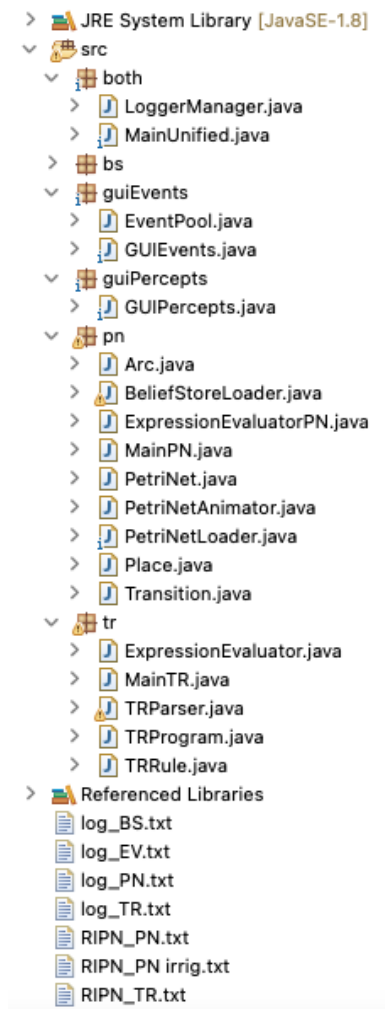 JRE System Library [JavaSE-1.8]
src
both
LoggerManager.java
MainUnified.java
bs
guiEvents
EventPool.java
GUIEvents.java
guiPercepts
GUIPercepts.java
pn
Arc.java
BeliefStoreLoader.java
ExpressionEvaluatorPN.java
MainPN.java
PetriNet.java
PetriNetAnimator.java
PetriNetLoader.java
Place.java
Transition.java
tr
ExpressionEvaluator.java
MainTR.java
TRParser.java
TRProgram.java
TRRule.java
Referenced Libraries
log_BS.txt
log_EV.txt
log_PN.txt
log_TR.txt
RIPN_PN.txt
RIPN_PN irrig.txt
RIPN_TR.txt